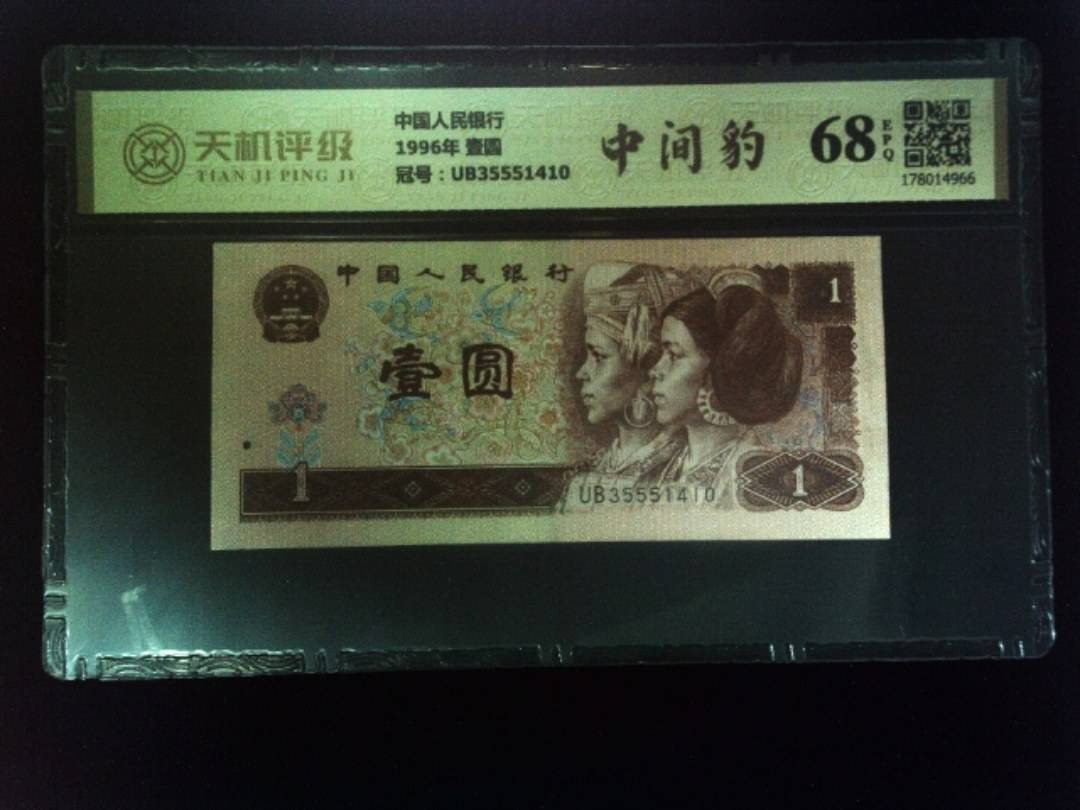 天机评级
TIAN JI PING JI
中国人民银行
1996年 壹圆
冠号：UB35551410
中间豹
68
EPQ
178014966
中国人民银行
1
壹圆
1
UB35551410
1